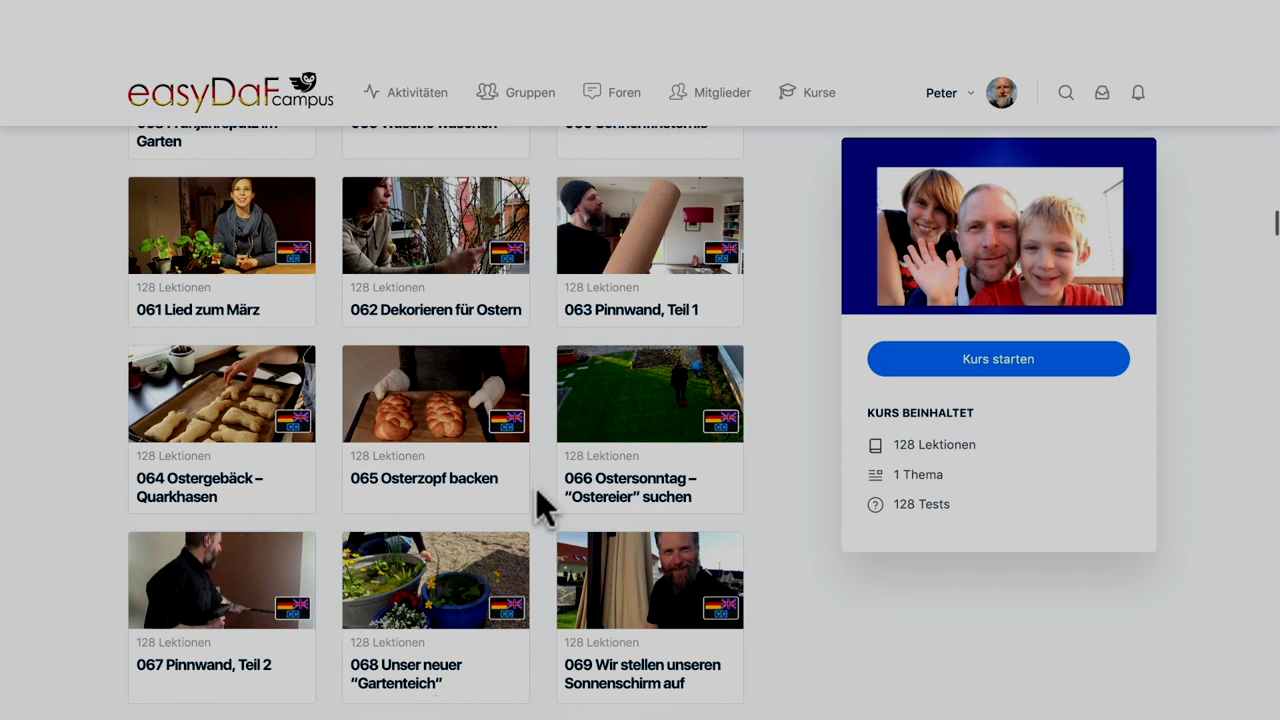 easyDaF campus
Aktivitäten
Gruppen
Foren
Mitglieder
Kurse
Peter
Garten
128 Lektionen
061 Lied zum März
128 Lektionen
062 Dekorieren für Ostern
128 Lektionen
063 Pinnwand, Teil 1
128 Lektionen
064 Ostergebäck –
Quarkhasen
128 Lektionen
065 Osterzopf backen
128 Lektionen
066 Ostersonntag –
“Ostereier” suchen
128 Lektionen
067 Pinnwand, Teil 2
128 Lektionen
068 Unser neuer
“Gartenteich”
128 Lektionen
069 Wir stellen unseren
Sonnenschirm auf
Kurs starten
KURS BEINHALTET
128 Lektionen
1 Thema
128 Tests